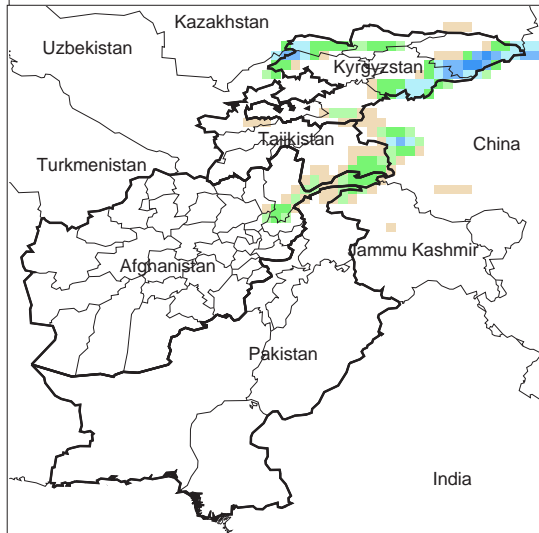 Kazakhstan
Uzbekistan
Kyrgyzstan
Tajikistan
China
Turkmenistan
Jammu Kashmir
Afghanistan
Pakistan
India